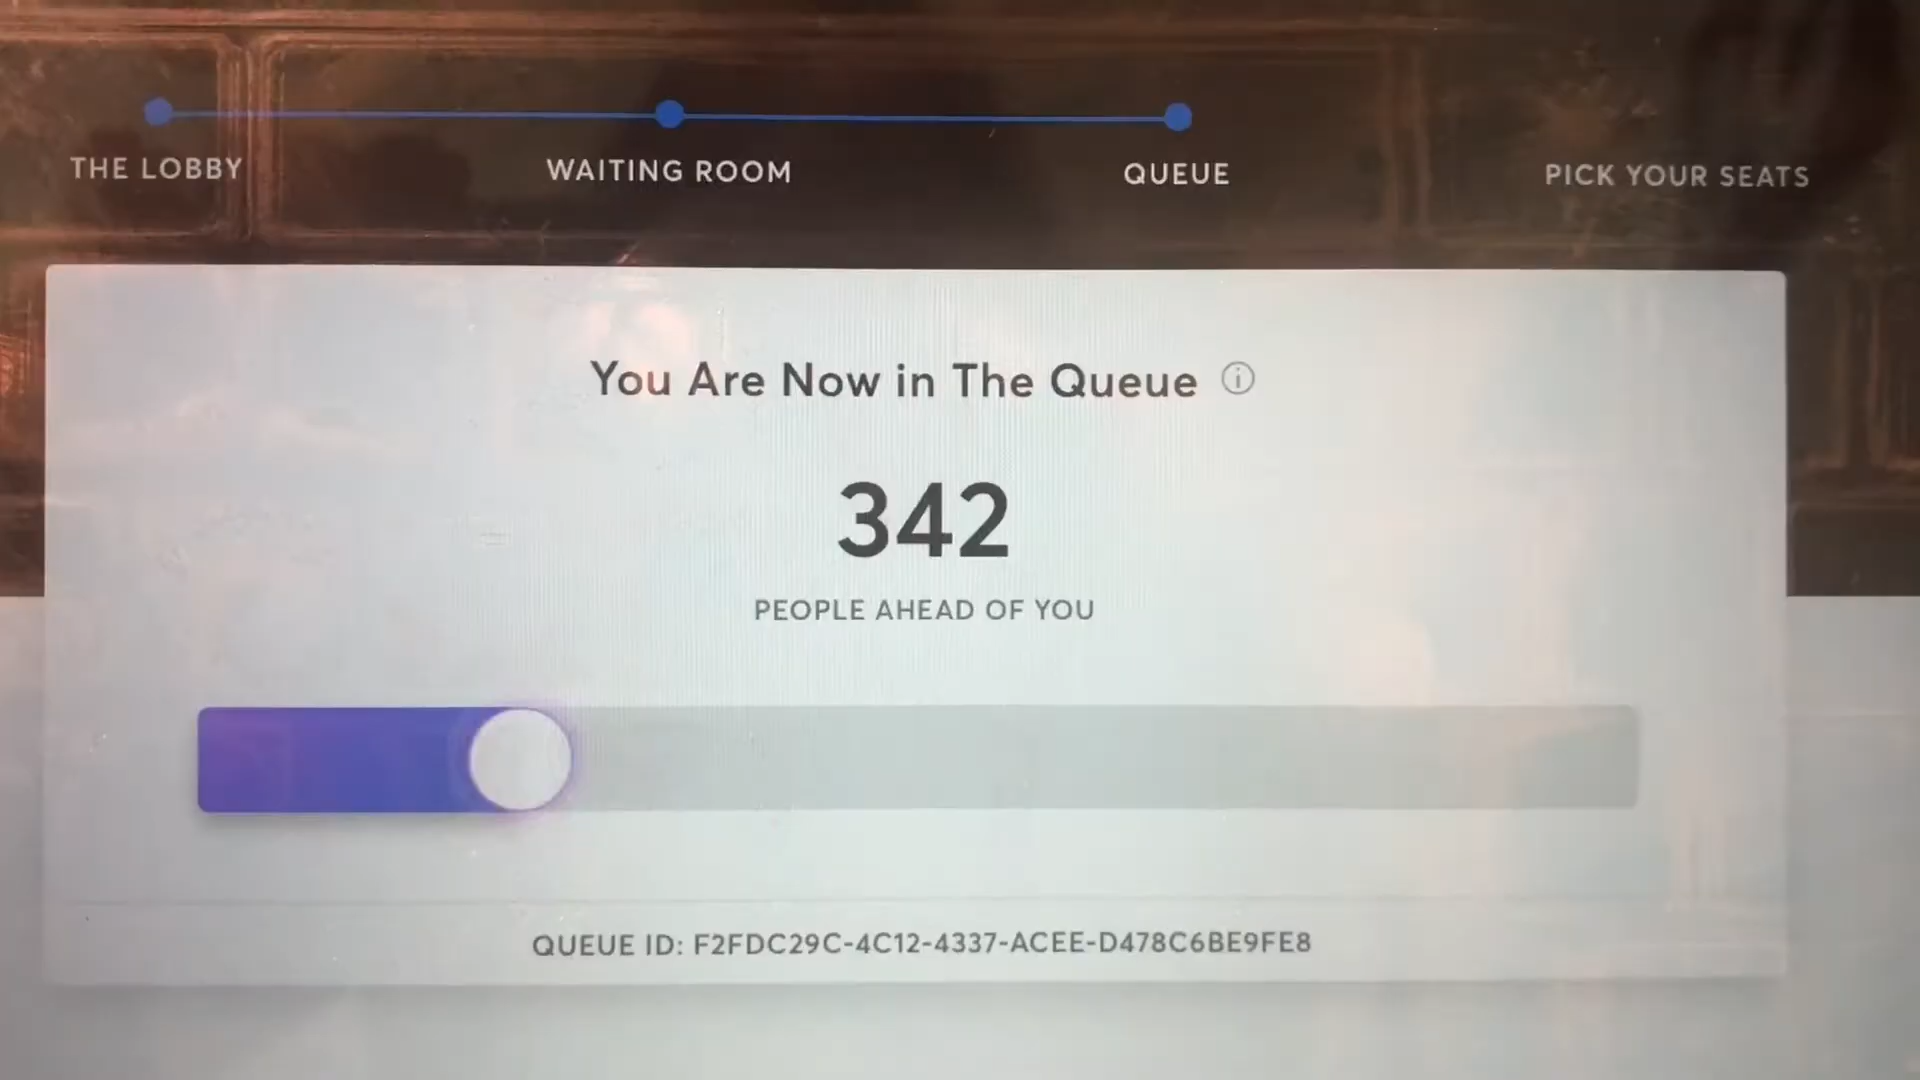 THE LOBBY
WAITING ROOM
QUEUE
PICK YOUR SEATS
You Are Now in The Queue
342
PEOPLE AHEAD OF YOU
QUEUE ID: F2FDC29C-4C12-4337-ACEE-D478C6BE9FE8